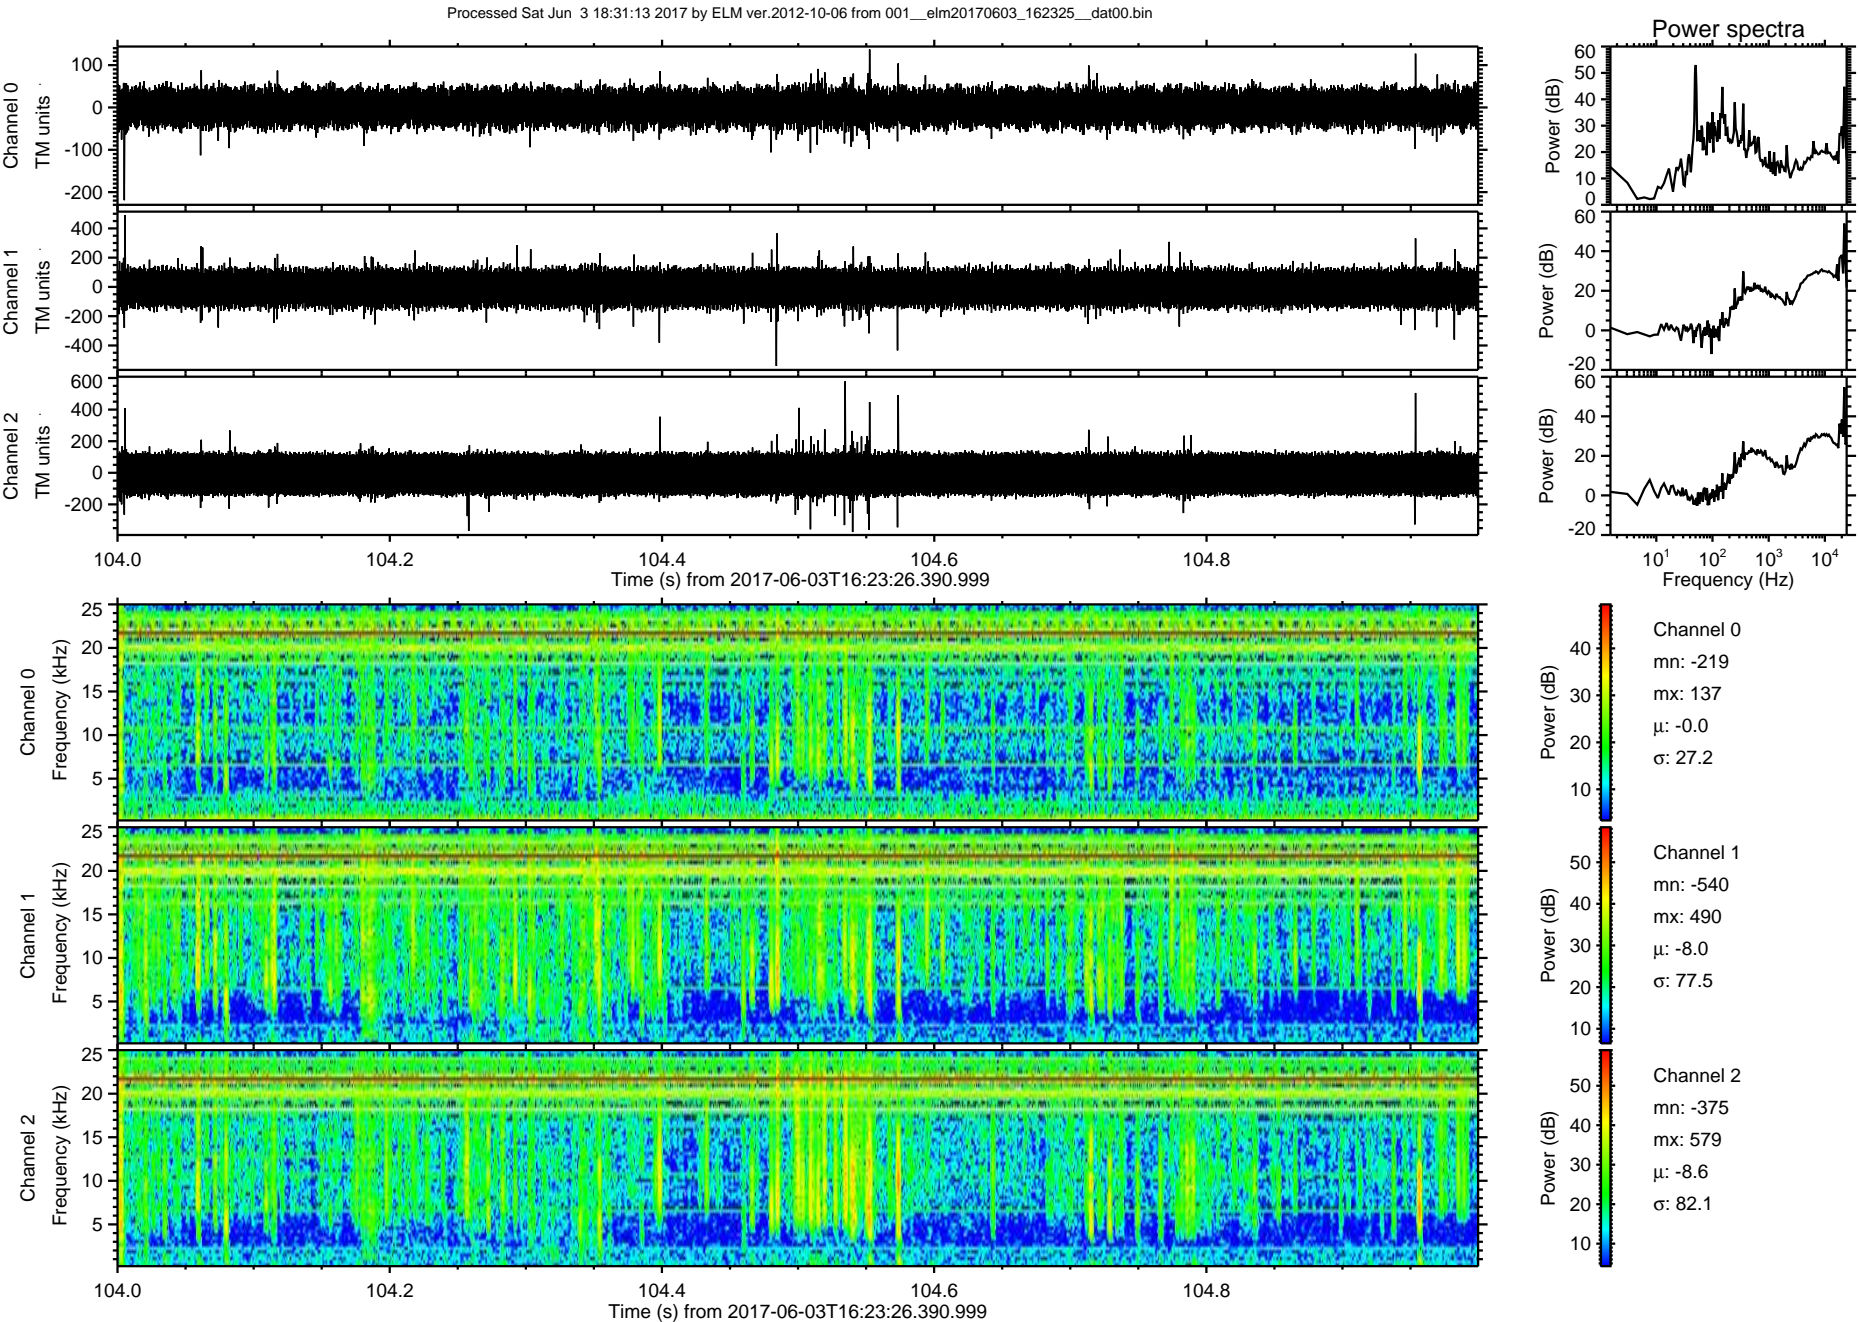 Processed Sat Jun  3 18:31:13 2017 by ELM ver.2012-10-06 from 001__elm20170603_162325__dat00.bin
Power spectra
Channel 0
TM units
100
0
-100
-200
Power (dB)
60
50
40
30
20
10
0
Channel 1
TM units
400
200
0
-200
-400
Power (dB)
60
40
20
0
-20
Channel 2
TM units
600
400
200
0
-200
Power (dB)
60
40
20
0
-20
104.0 104.2 104.4 104.6 104.8
Time (s) from 2017-06-03T16:23:26.390.999
10¹ 10² 10³ 10⁴
Frequency (Hz)
Channel 0
Frequency (kHz)
25
20
15
10
5
Power (dB)
40
30
20
10
Channel 0
mn: -219
mx: 137
μ: -0.0
σ: 27.2
Channel 1
Frequency (kHz)
25
20
15
10
5
Power (dB)
50
40
30
20
10
Channel 1
mn: -540
mx: 490
μ: -8.0
σ: 77.5
Channel 2
Frequency (kHz)
25
20
15
10
5
Power (dB)
50
40
30
20
10
Channel 2
mn: -375
mx: 579
μ: -8.6
σ: 82.1
104.0 104.2 104.4 104.6 104.8
Time (s) from 2017-06-03T16:23:26.390.999